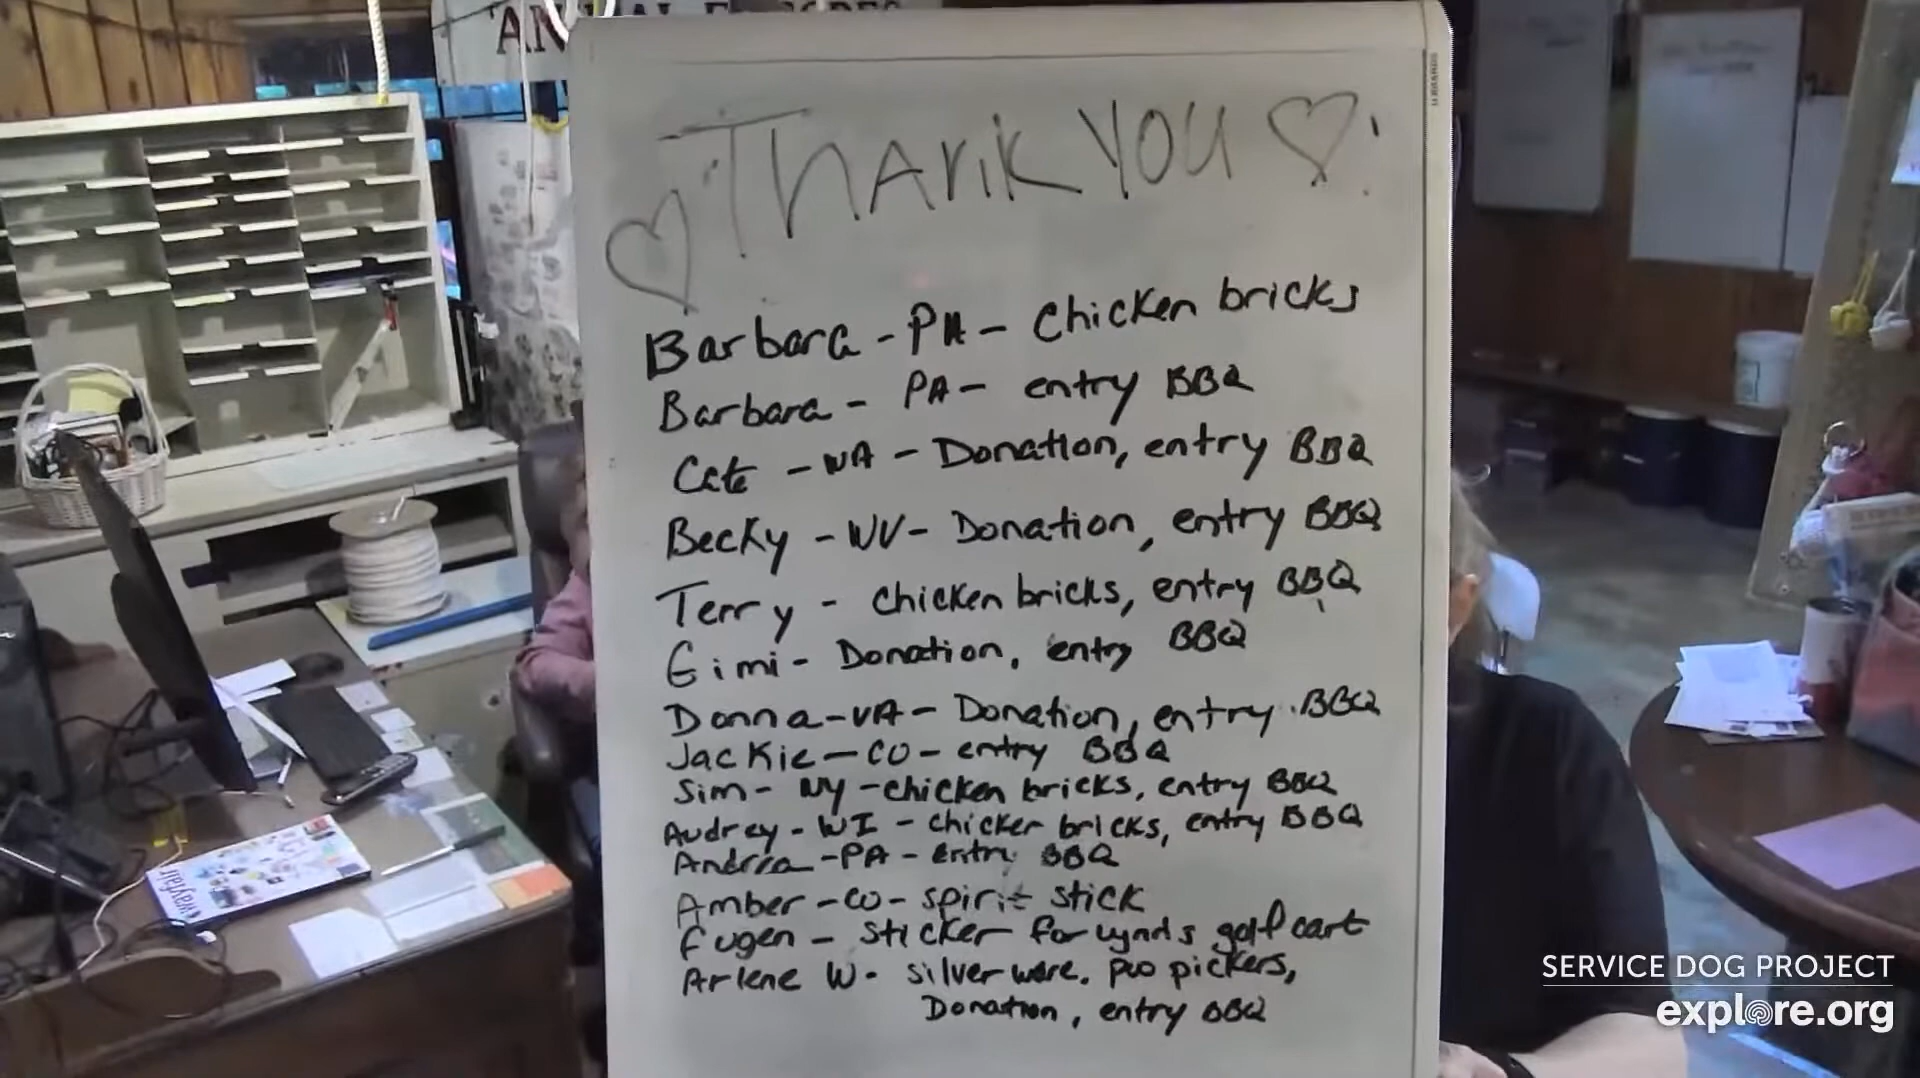 THANK YOU
Barbara - PA - Chicken bricks
Barbara - PA - entry BBQ
Cate - WA - Donation, entry BBQ
Becky - WV - Donation, entry BBQ
Terry - chicken bricks, entry BBQ
Gimi - Donation, entry BBQ
Donna - VA - Donation, entry BBQ
Jackie - CO - entry BBQ
Sim - NY - chicken bricks, entry BBQ
Audrey - WI - chicken bricks, entry BBQ
Andrea - PA - entry BBQ
Amber - CO - spirit stick
Eugen - sticker for Lynds golf cart
Arlene W - silverware, poo pickers,
Donation, entry BBQ
wayfair
SERVICE DOG PROJECT
explore.org